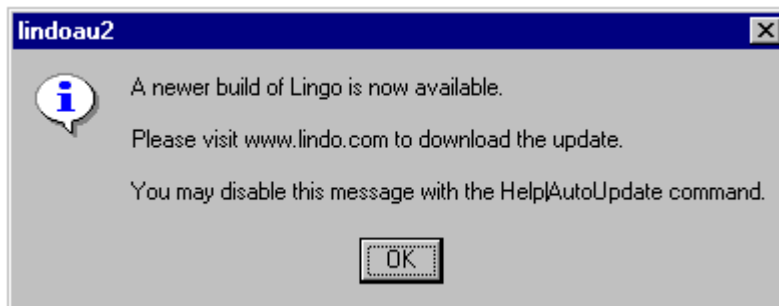 lindoau2
A newer build of Lingo is now available.
Please visit www.lindo.com to download the update.
You may disable this message with the Help|AutoUpdate command.
OK